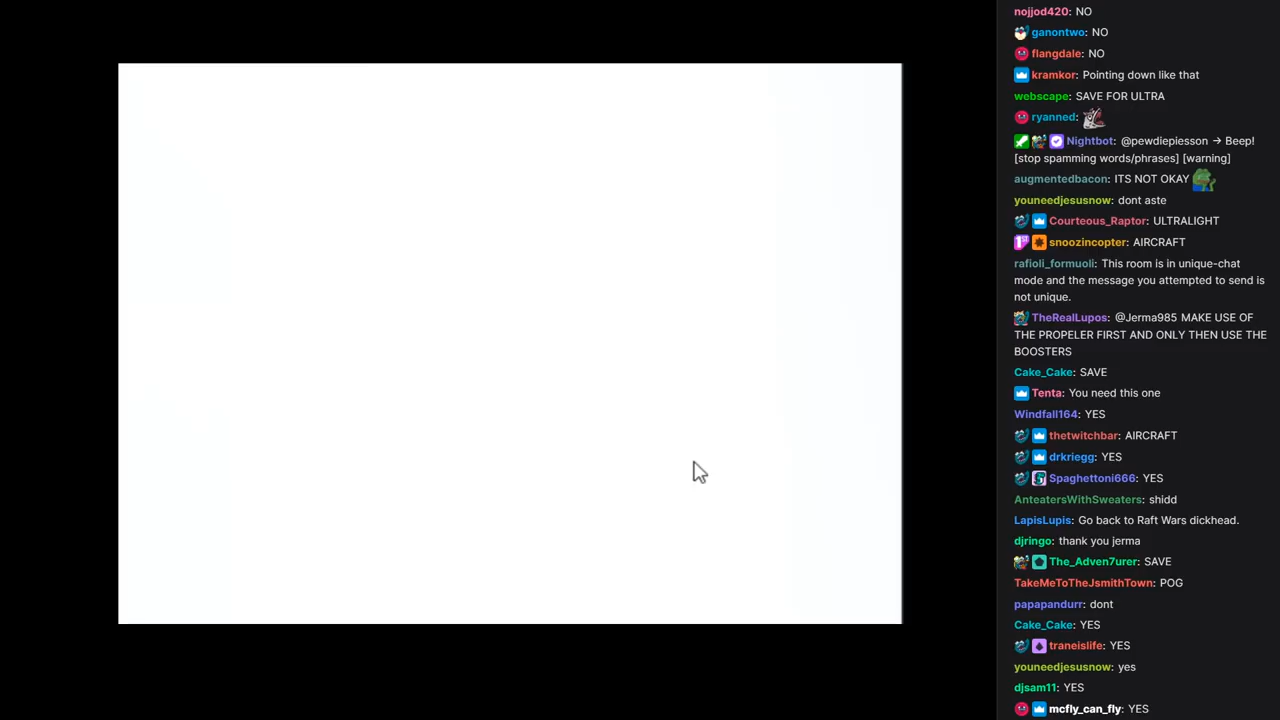 nojjod420: NO
ganontwo: NO
flangdale: NO
kramkor: Pointing down like that
webscape: SAVE FOR ULTRA
ryanned:
Nightbot: @pewdiepiesson → Beep!
[stop spamming words/phrases] [warning]
augmentedbacon: ITS NOT OKAY
youneedjesusnow: dont aste
Courteous_Raptor: ULTRALIGHT
snoozincopter: AIRCRAFT
rafioli_formuoli: This room is in unique-chat
mode and the message you attempted to send is
not unique.
TheRealLupos: @Jerma985 MAKE USE OF
THE PROPELER FIRST AND ONLY THEN USE THE
BOOSTERS
Cake_Cake: SAVE
Tenta: You need this one
Windfall164: YES
thetwitchbar: AIRCRAFT
drkriegg: YES
Spaghettoni666: YES
AnteatersWithSweaters: shidd
LapisLupis: Go back to Raft Wars dickhead.
djringo: thank you jerma
The_Adven7urer: SAVE
TakeMeToTheJsmithTown: POG
papapandurr: dont
Cake_Cake: YES
traneislife: YES
youneedjesusnow: yes
djsam11: YES
mcfly_can_fly: YES